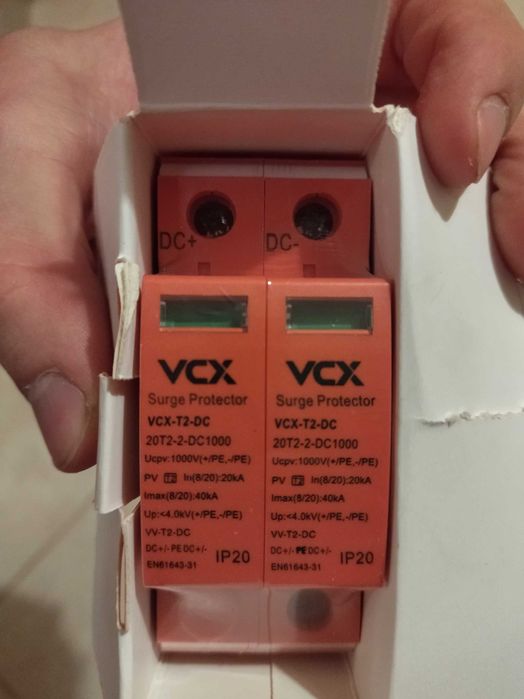 DC+
DC-
VCX
Surge Protector
VCX-T2-DC
20T2-2-DC1000
Ucpv:1000V(+/PE,-/PE)
PV T2 In(8/20):20kA
Imax(8/20):40kA
Up:<4.0kV(+/PE,-/PE)
VV-T2-DC
DC+/- PE DC+/-
EN61643-31
IP20
VCX
Surge Protector
VCX-T2-DC
20T2-2-DC1000
Ucpv:1000V(+/PE,-/PE)
PV T2 In(8/20):20kA
Imax(8/20):40kA
Up:<4.0kV(+/PE,-/PE)
VV-T2-DC
DC+/- PE DC+/-
EN61643-31
IP20